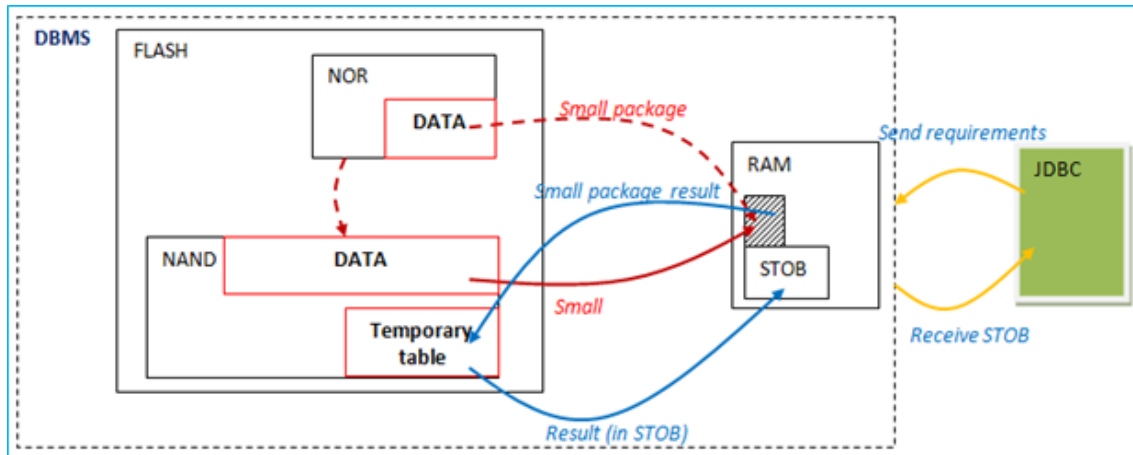 DBMS
FLASH
NOR
DATA
Small package
Send requirements
RAM
JDBC
Small package result
NAND
DATA
STOB
Small
Temporary
table
Receive STOB
Result (in STOB)